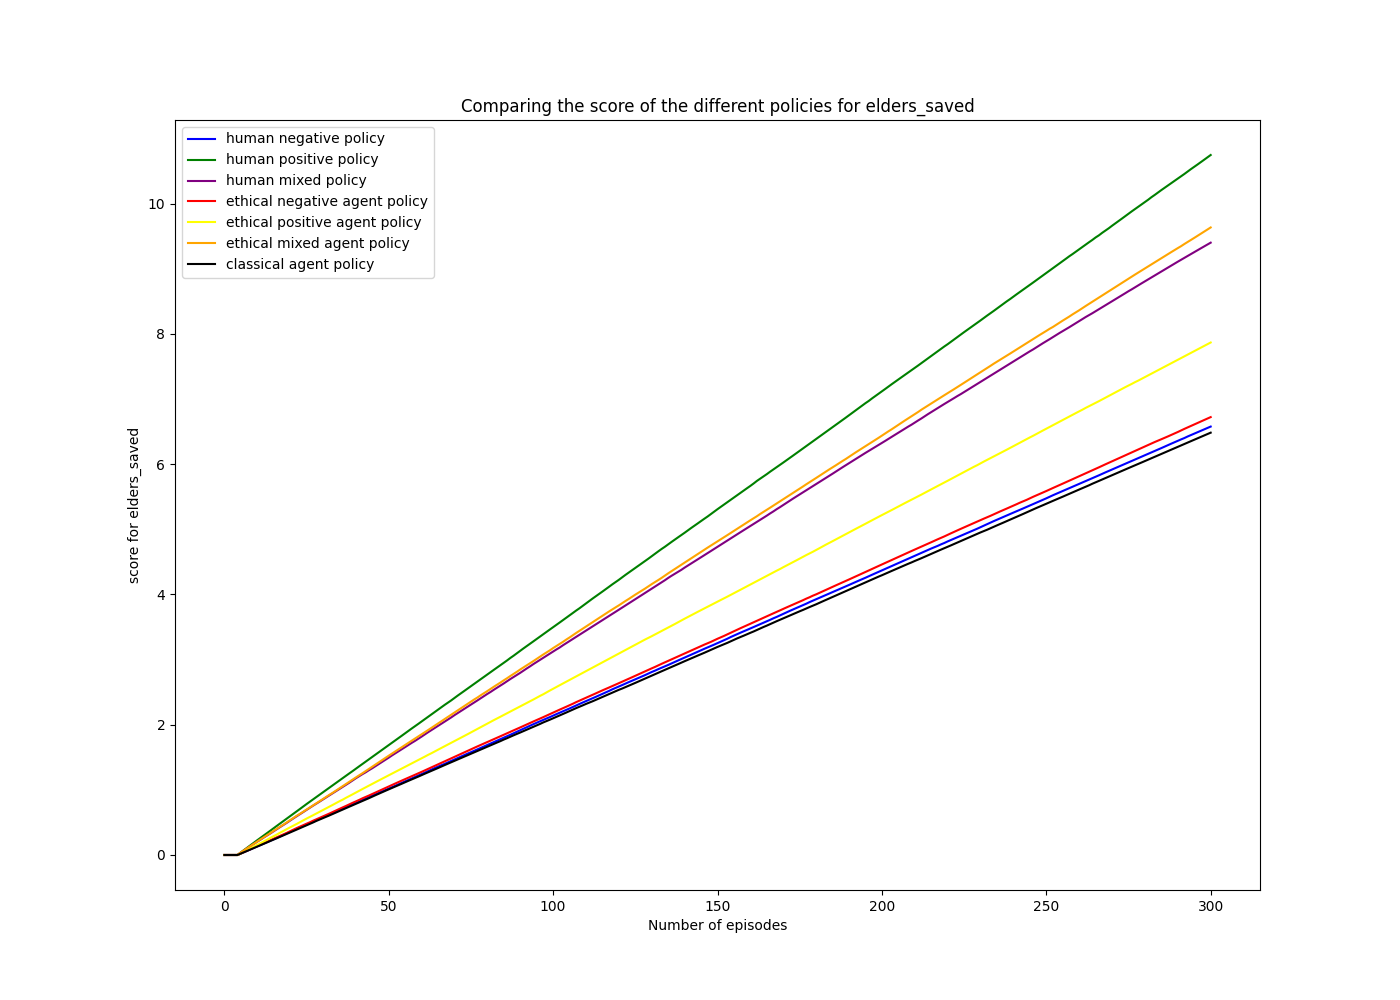 Comparing the score of the different policies for elders_saved
human negative policy
human positive policy
human mixed policy
ethical negative agent policy
ethical positive agent policy
ethical mixed agent policy
classical agent policy
10
8
6
4
2
0
score for elders_saved
0 50 100 150 200 250 300
Number of episodes